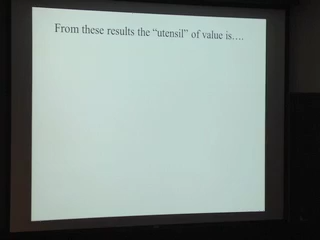 From these results the “utensil” of value is….